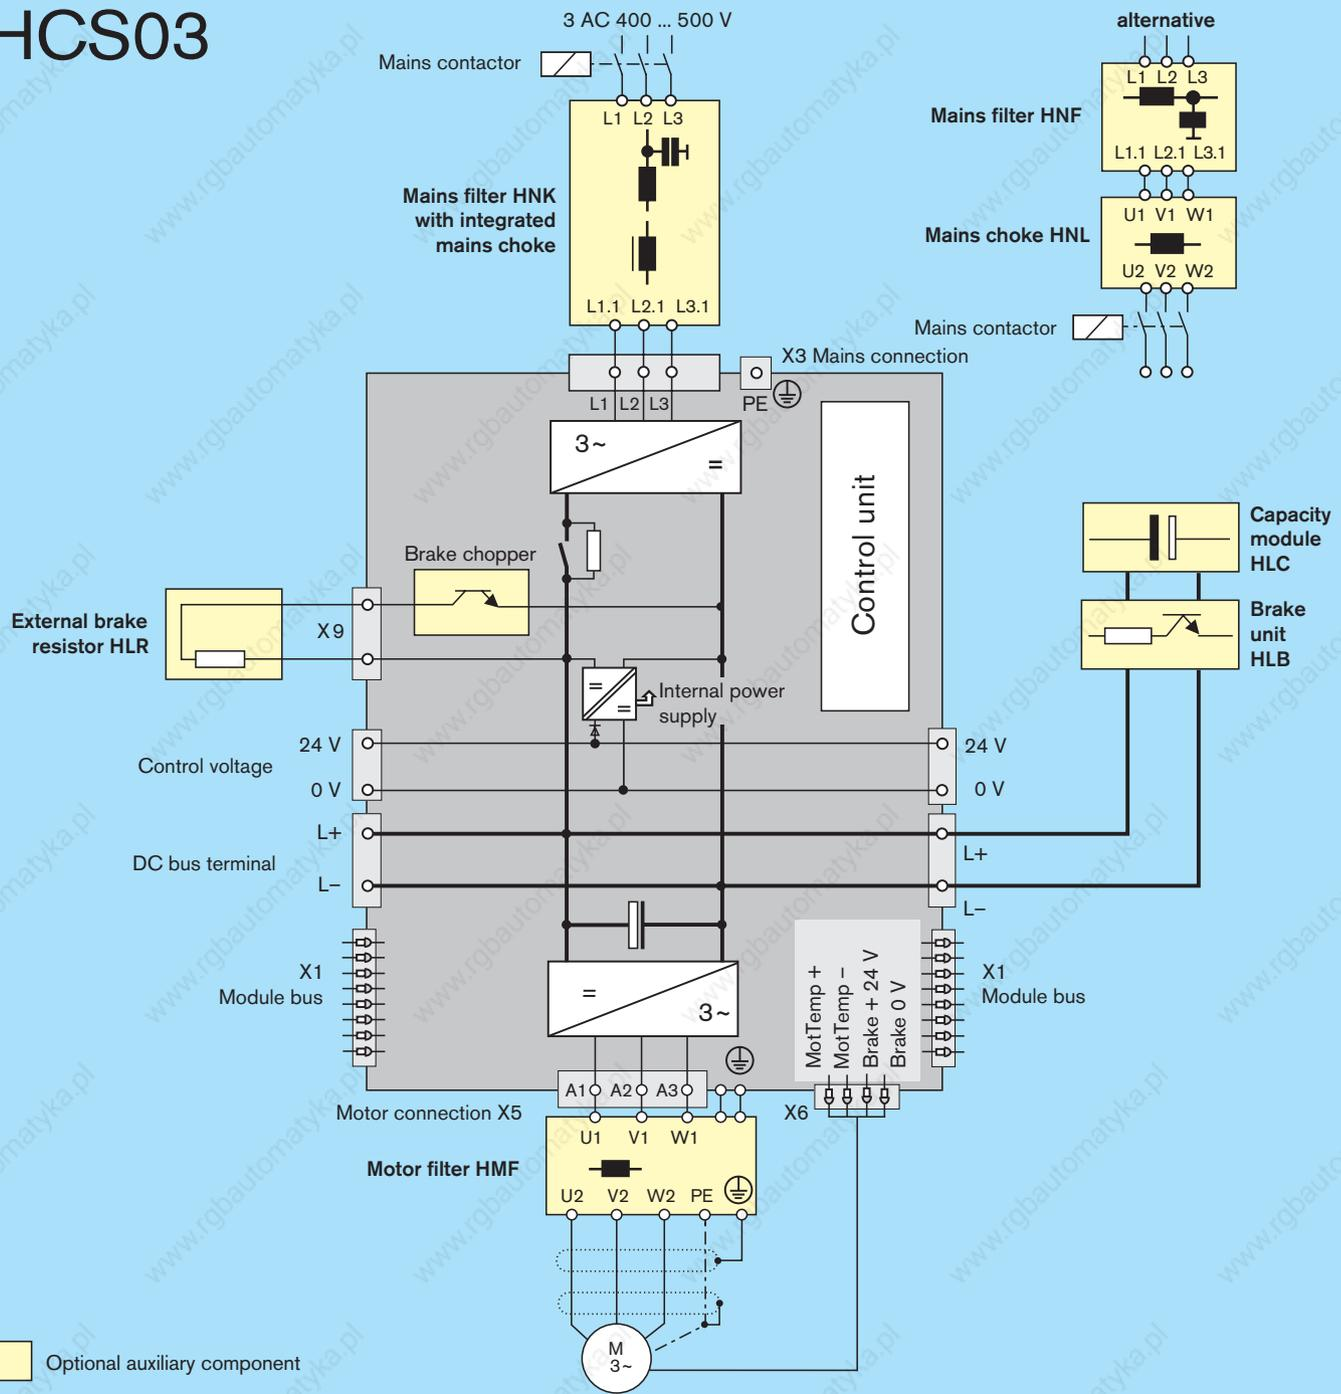 HCS03
3 AC 400 ... 500 V
alternative
Mains contactor
L1 L2 L3
Mains filter HNK
with integrated
mains choke
L1.1 L2.1 L3.1
L1 L2 L3
Mains filter HNF
L1.1 L2.1 L3.1
U1 V1 W1
Mains choke HNL
U2 V2 W2
Mains contactor
X3 Mains connection
L1 L2 L3
PE
3~
=
Control unit
Brake chopper
External brake
resistor HLR
X9
Capacity
module
HLC
Brake
unit
HLB
=
=
Internal power
supply
24 V
Control voltage
0 V
24 V
0 V
L+
DC bus terminal
L–
L+
L–
X1
Module bus
=
3~
MotTemp +
MotTemp –
Brake + 24 V
Brake 0 V
X1
Module bus
A1 A2 A3
Motor connection X5
X6
U1 V1 W1
Motor filter HMF
U2 V2 W2 PE
M
3~
Optional auxiliary component
www.rgbautomatyka.pl